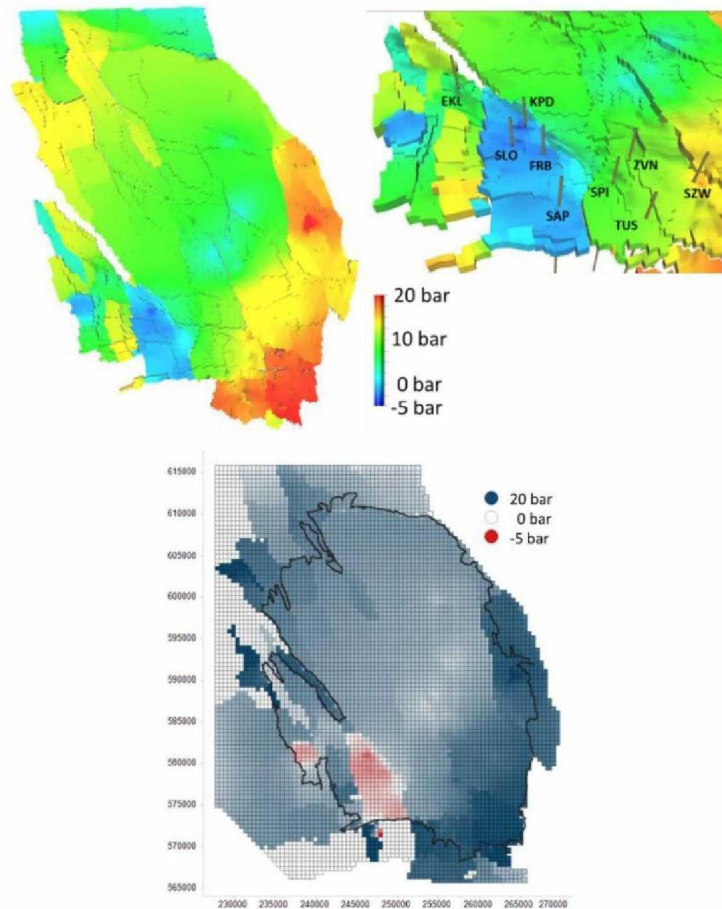 EKL
KPD
SLO
FRB
ZVN
SPI
SZW
SAP
TUS
20 bar
10 bar
0 bar
-5 bar
615000
610000
605000
600000
595000
590000
585000
580000
575000
570000
565000
20 bar
0 bar
-5 bar
230000 235000 240000 245000 250000 255000 260000 265000 270000